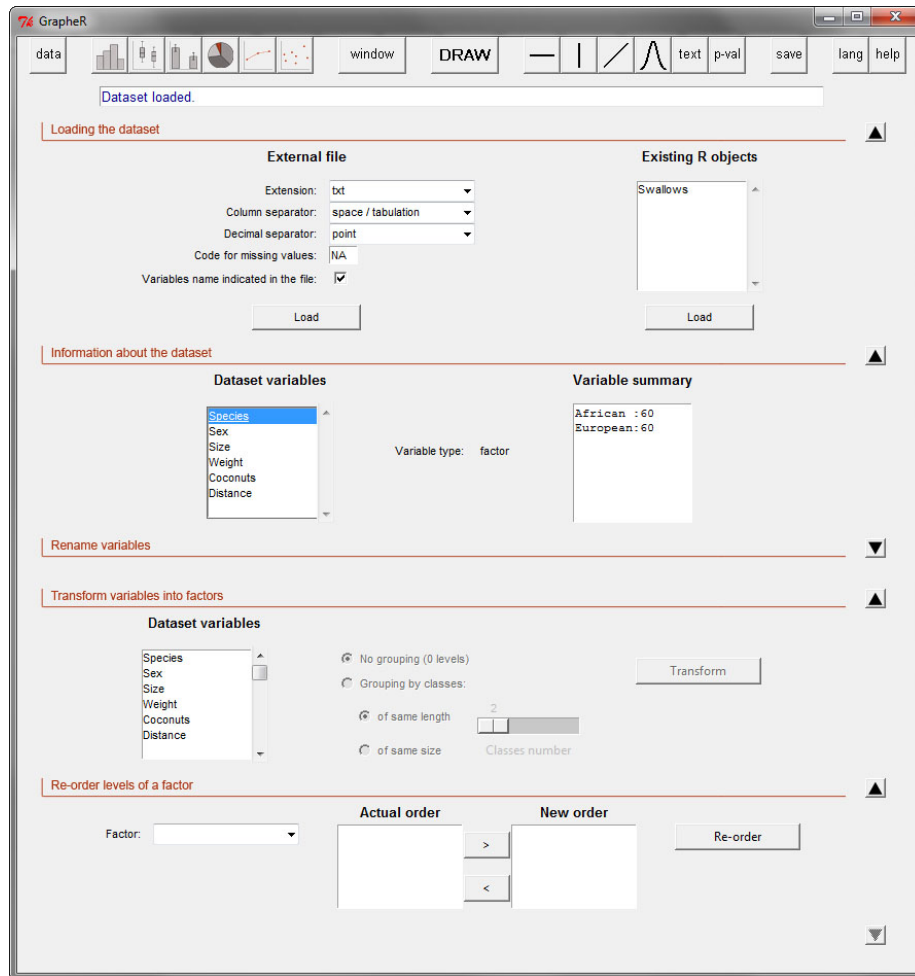 GrapheR
data window DRAW text p-val save lang help
Dataset loaded.
Loading the dataset
External file Existing R objects
Extension: txt Swallows
Column separator: space / tabulation
Decimal separator: point
Code for missing values: NA
Variables name indicated in the file:
Load Load
Information about the dataset
Dataset variables Variable summary
Species African :60
Sex European:60
Size
Weight Variable type: factor
Coconuts
Distance
Rename variables
Transform variables into factors
Dataset variables
Species No grouping (0 levels)
Sex Transform
Size Grouping by classes:
Weight 2
Coconuts of same length
Distance
of same size Classes number
Re-order levels of a factor
Actual order New order
Factor: > Re-order
<